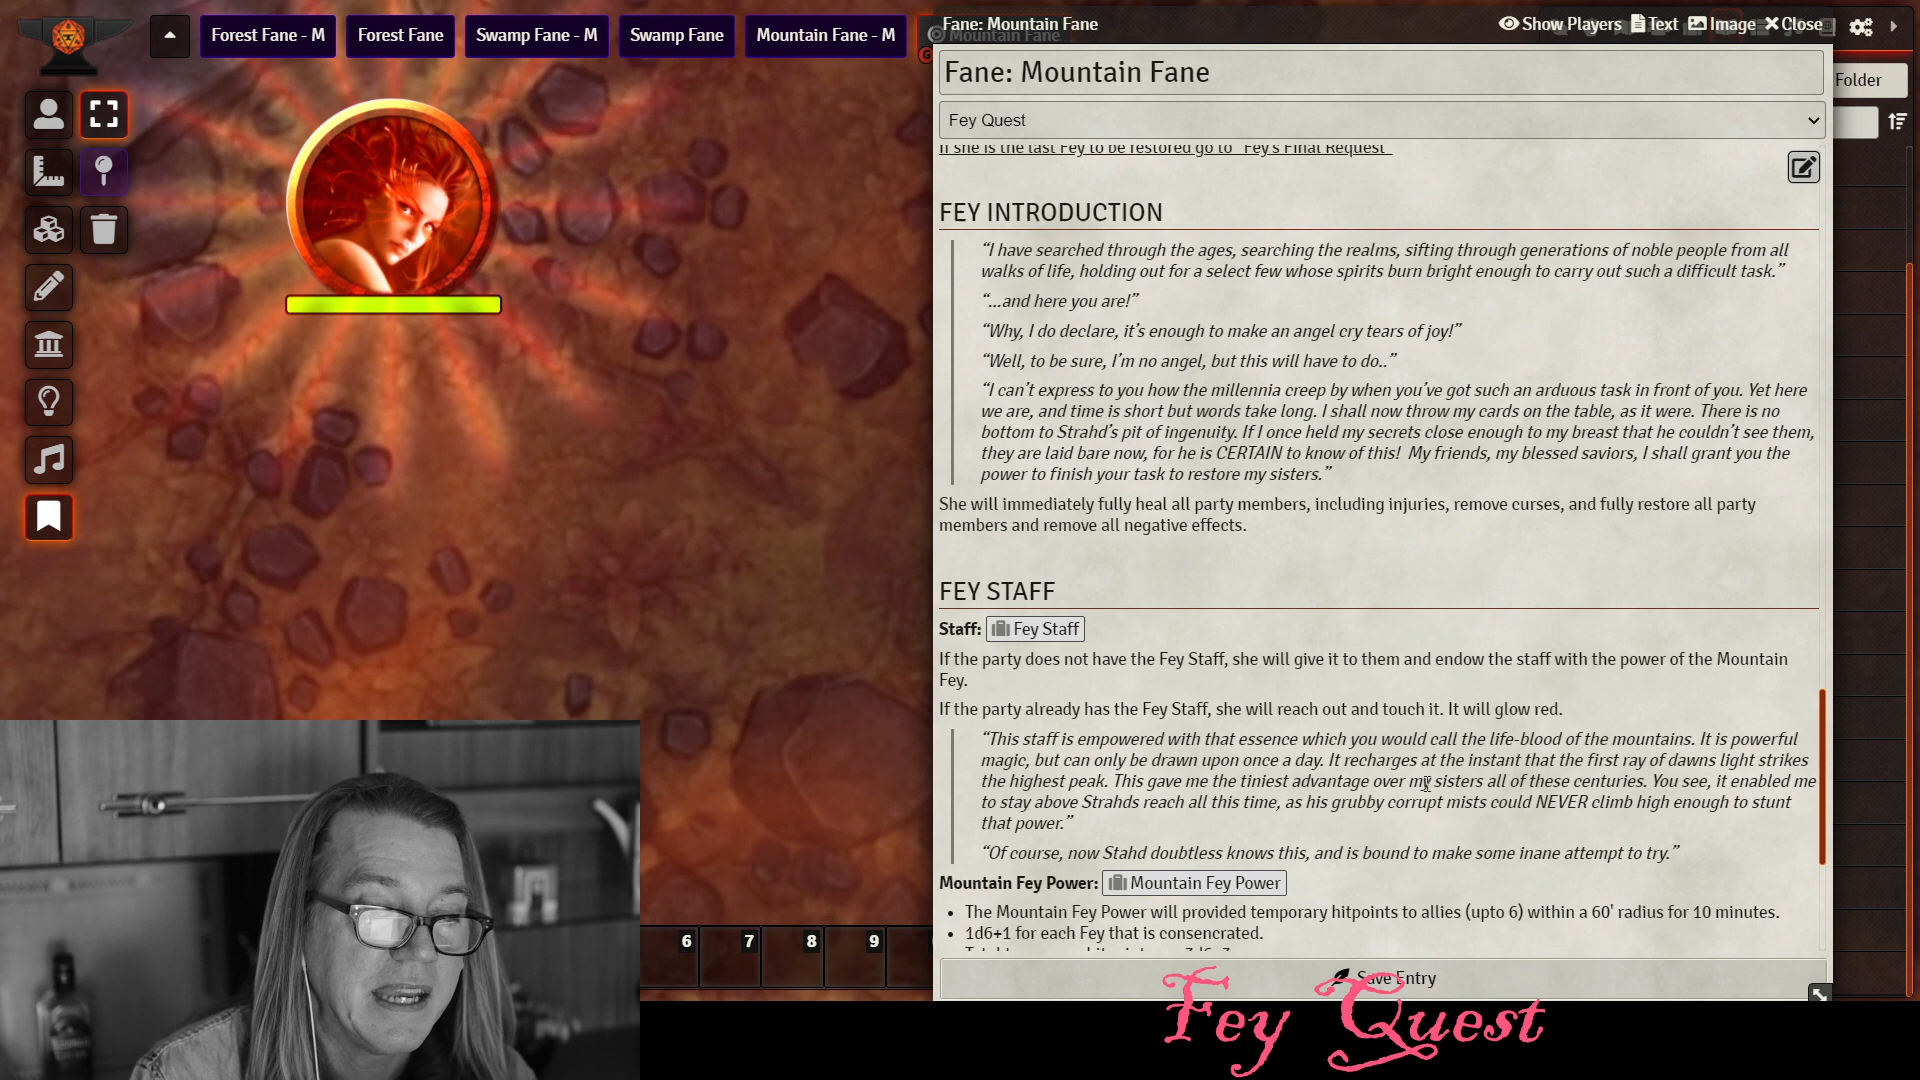 Forest Fane - M
Forest Fane
Swamp Fane - M
Swamp Fane
Mountain Fane - M
Mountain Fane
Fane: Mountain Fane
Show Players
Text
Image
Close
Fane: Mountain Fane
Folder
Fey Quest
If she is the last Fey to be restored go to "Fey's Final Request"
FEY INTRODUCTION
“I have searched through the ages, searching the realms, sifting through generations of noble people from all
walks of life, holding out for a select few whose spirits burn bright enough to carry out such a difficult task.”
“...and here you are!”
“Why, I do declare, it’s enough to make an angel cry tears of joy!”
“Well, to be sure, I’m no angel, but this will have to do..”
“I can’t express to you how the millennia creep by when you’ve got such an arduous task in front of you. Yet here
we are, and time is short but words take long. I shall now throw my cards on the table, as it were. There is no
bottom to Strahd’s pit of ingenuity. If I once held my secrets close enough to my breast that he couldn’t see them,
they are laid bare now, for he is CERTAIN to know of this!  My friends, my blessed saviors, I shall grant you the
power to finish your task to restore my sisters.”
She will immediately fully heal all party members, including injuries, remove curses, and fully restore all party
members and remove all negative effects.
FEY STAFF
Staff: Fey Staff
If the party does not have the Fey Staff, she will give it to them and endow the staff with the power of the Mountain
Fey.
If the party already has the Fey Staff, she will reach out and touch it. It will glow red.
“This staff is empowered with that essence which you would call the life-blood of the mountains. It is powerful
magic, but can only be drawn upon once a day. It recharges at the instant that the first ray of dawns light strikes
the highest peak. This gave me the tiniest advantage over my sisters all of these centuries. You see, it enabled me
to stay above Strahds reach all this time, as his grubby corrupt mists could NEVER climb high enough to stunt
that power.”
“Of course, now Stahd doubtless knows this, and is bound to make some inane attempt to try.”
Mountain Fey Power: Mountain Fey Power
• The Mountain Fey Power will provided temporary hitpoints to allies (upto 6) within a 60' radius for 10 minutes.
• 1d6+1 for each Fey that is consencrated.
6
7
8
9
Save Entry
Fey Quest